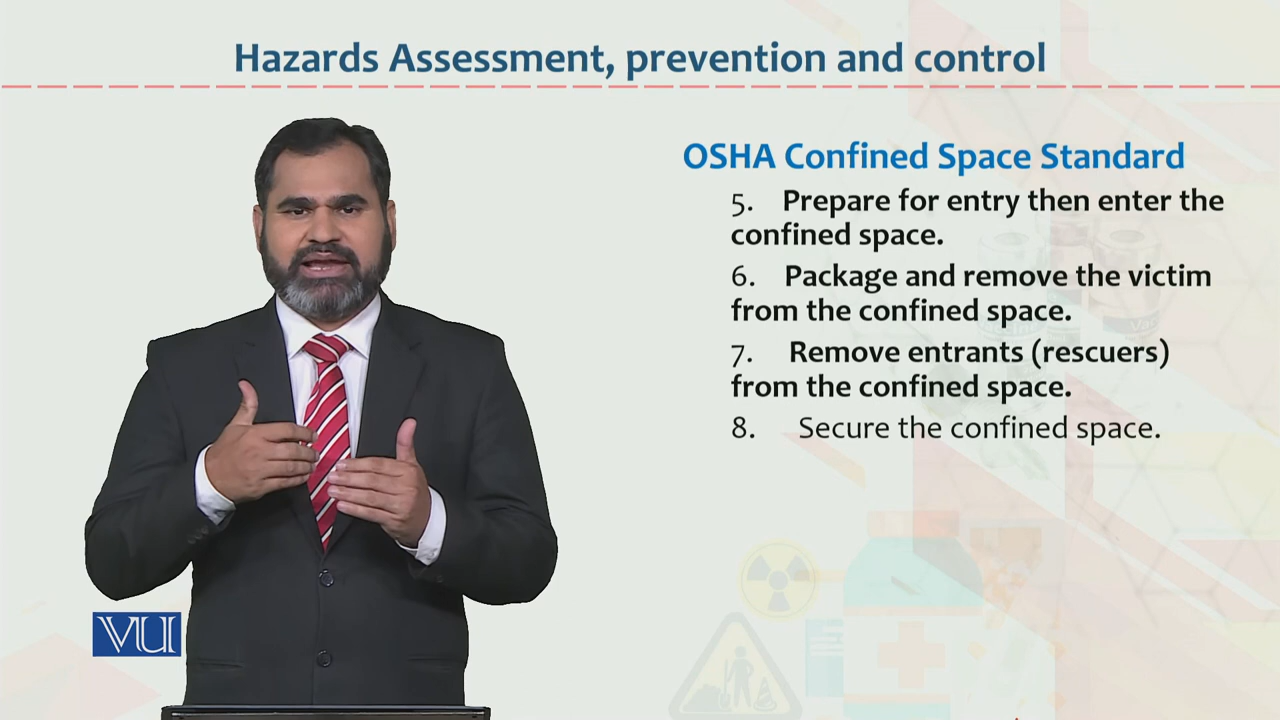 Hazards Assessment, prevention and control
OSHA Confined Space Standard
5. Prepare for entry then enter the
confined space.
6. Package and remove the victim
from the confined space.
7. Remove entrants (rescuers)
from the confined space.
8. Secure the confined space.
VU